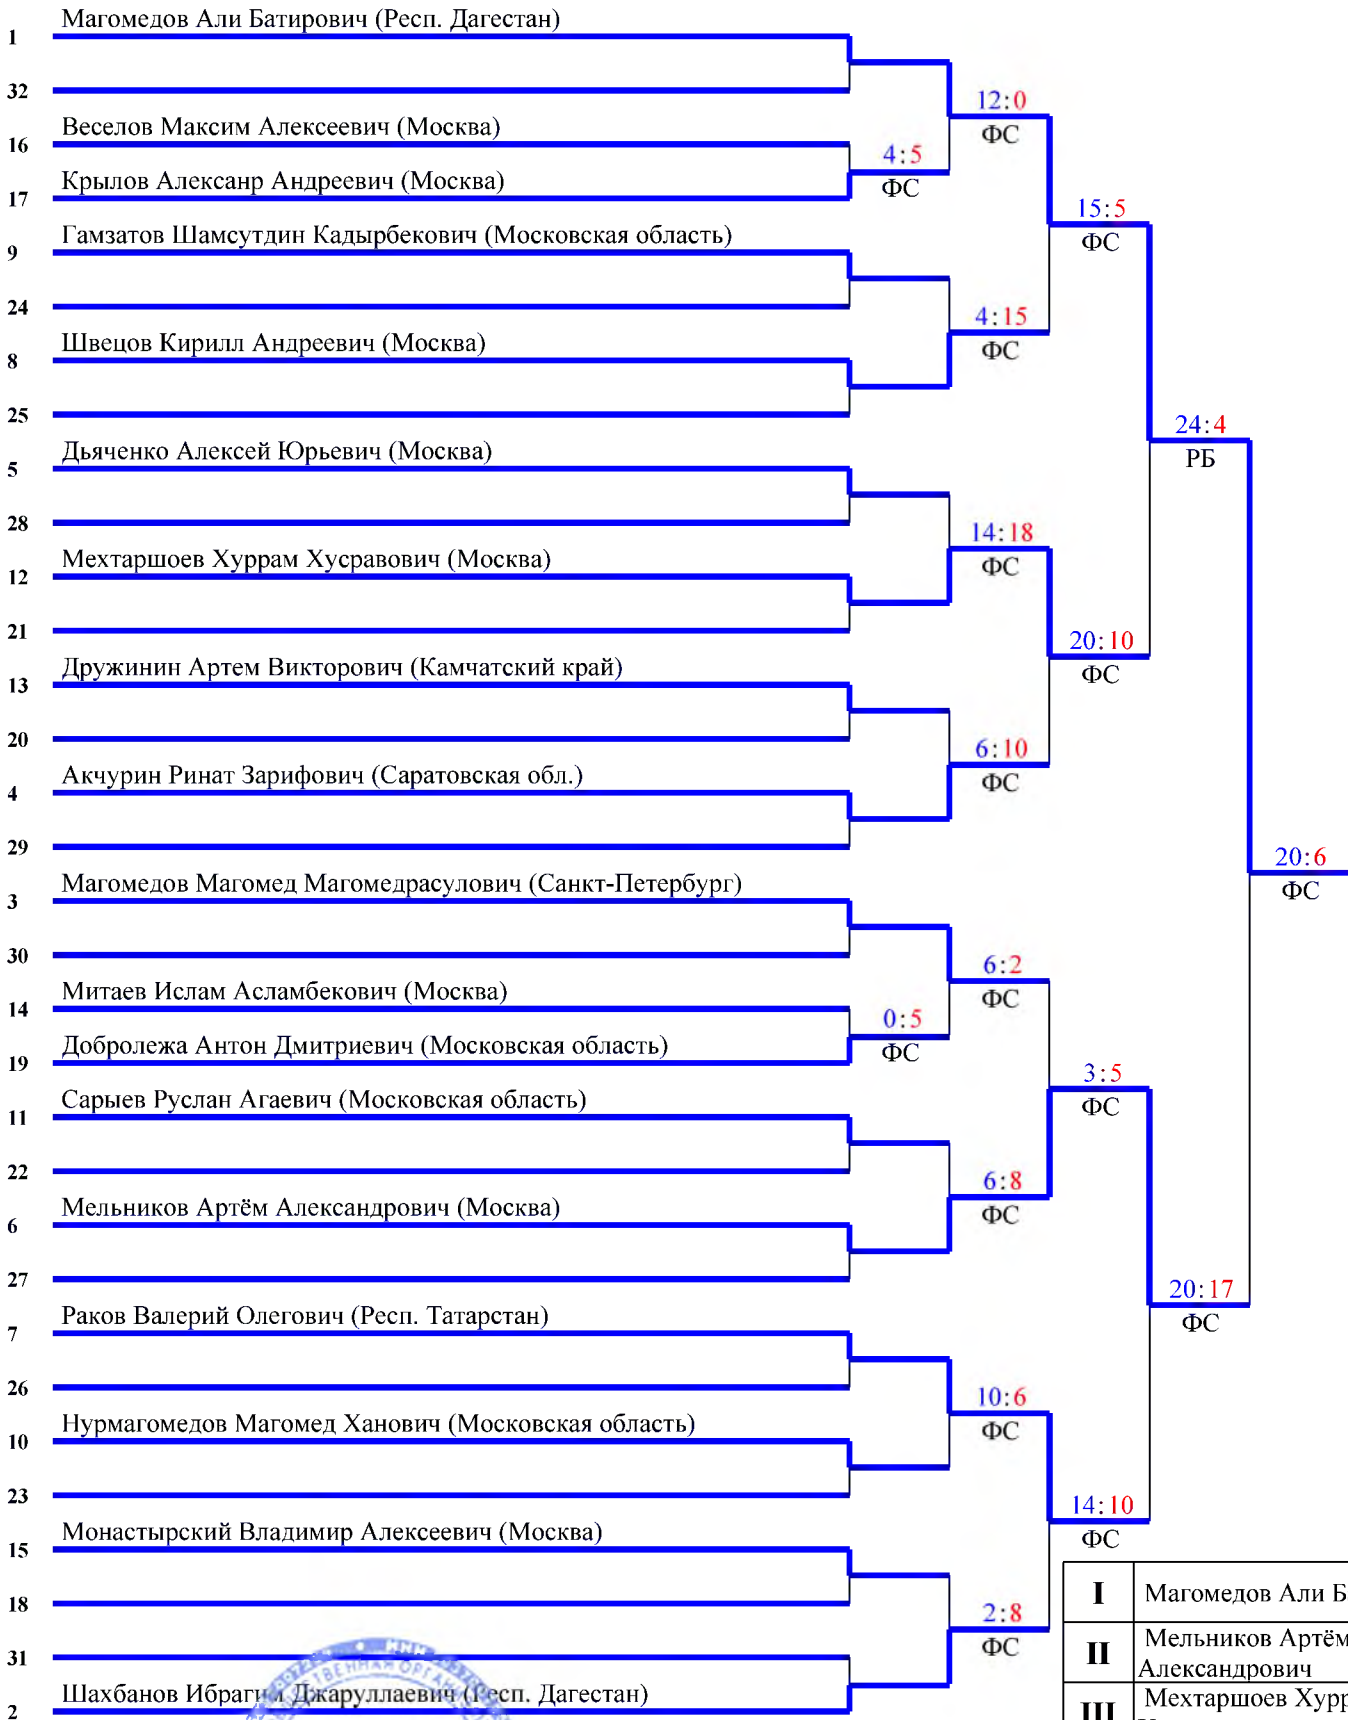 Магомедов Али Батирович (Респ. Дагестан)
1
32
12:0
ФС
Веселов Максим Алексеевич (Москва)
16
4:5
ФС
Крылов Алексанр Андреевич (Москва)
17
15:5
ФС
Гамзатов Шамсутдин Кадырбекович (Московская область)
9
24
4:15
ФС
Швецов Кирилл Андреевич (Москва)
8
25
24:4
РБ
Дьяченко Алексей Юрьевич (Москва)
5
28
14:18
ФС
Мехтаршоев Хуррам Хусравович (Москва)
12
21
20:10
ФС
Дружинин Артем Викторович (Камчатский край)
13
20
6:10
ФС
Акчурин Ринат Зарифович (Саратовская обл.)
4
29
20:6
ФС
Магомедов Магомед Магомедрасулович (Санкт-Петербург)
3
30
6:2
ФС
Митаев Ислам Асламбекович (Москва)
14
0:5
ФС
Добролежа Антон Дмитриевич (Московская область)
19
3:5
ФС
Сарыев Руслан Агаевич (Московская область)
11
22
6:8
ФС
Мельников Артём Александрович (Москва)
6
27
20:17
ФС
Раков Валерий Олегович (Респ. Татарстан)
7
26
10:6
ФС
Нурмагомедов Магомед Ханович (Московская область)
10
23
14:10
ФС
Монастырский Владимир Алексеевич (Москва)
15
18
2:8
ФС
31
Шахбанов Ибрагим Джаруллаевич (Респ. Дагестан)
2
I Магомедов Али Б
II Мельников Артём
Александрович
III Мехтаршоев Хурр